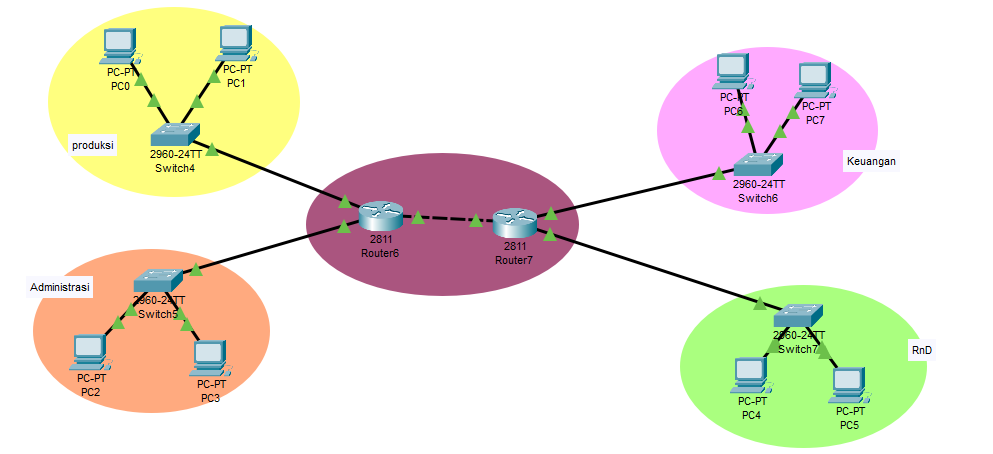 PC-PT
PC0
PC-PT
PC1
produksi
2960-24TT
Switch4
PC-PT
PC6
PC-PT
PC7
2960-24TT
Switch6
Keuangan
2811
Router6
2811
Router7
Administrasi
2960-24TT
Switch5
PC-PT
PC2
PC-PT
PC3
2960-24TT
Switch7
RnD
PC-PT
PC4
PC-PT
PC5